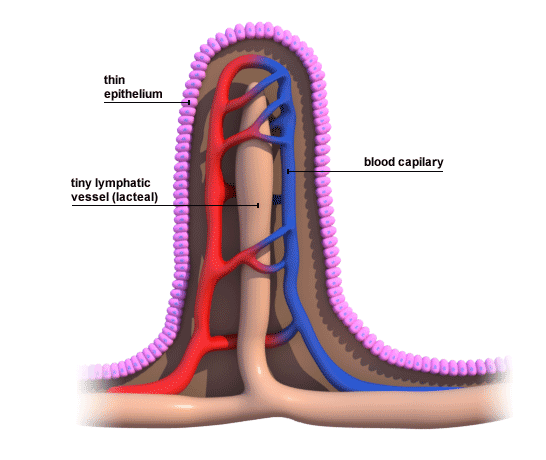 thin
epithelium
blood capilary
tiny lymphatic
vessel (lacteal)